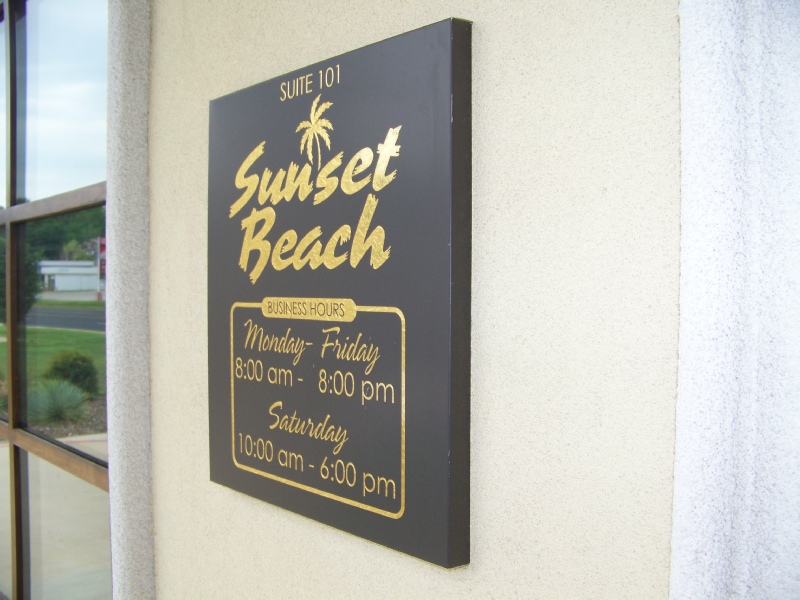 SUITE 101
Sunset
Beach
BUSINESS HOURS
Monday- Friday
8:00 am - 8:00 pm
Saturday
10:00 am - 6:00 pm